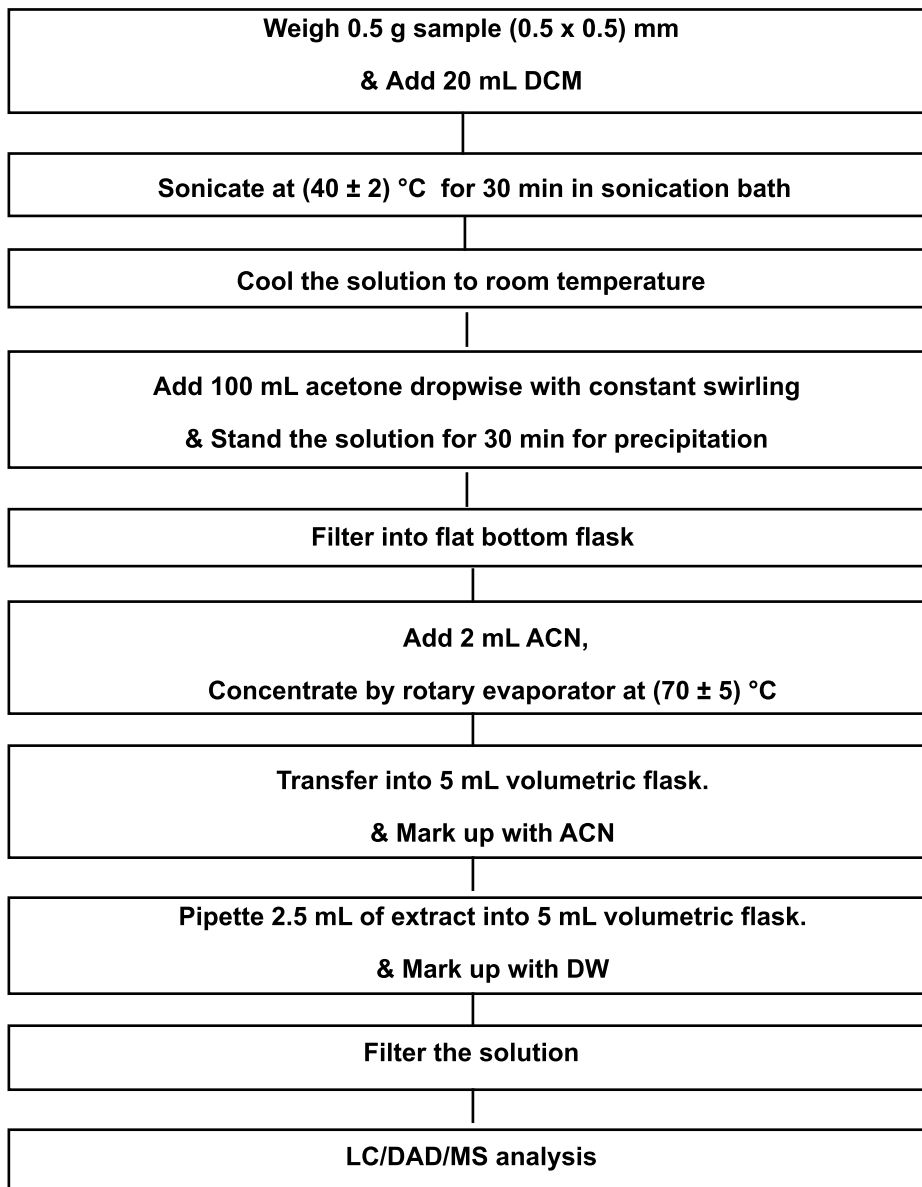 Weigh 0.5 g sample (0.5 x 0.5) mm
& Add 20 mL DCM
Sonicate at (40 ± 2) °C for 30 min in sonication bath
Cool the solution to room temperature
Add 100 mL acetone dropwise with constant swirling
& Stand the solution for 30 min for precipitation
Filter into flat bottom flask
Add 2 mL ACN,
Concentrate by rotary evaporator at (70 ± 5) °C
Transfer into 5 mL volumetric flask.
& Mark up with ACN
Pipette 2.5 mL of extract into 5 mL volumetric flask.
& Mark up with DW
Filter the solution
LC/DAD/MS analysis